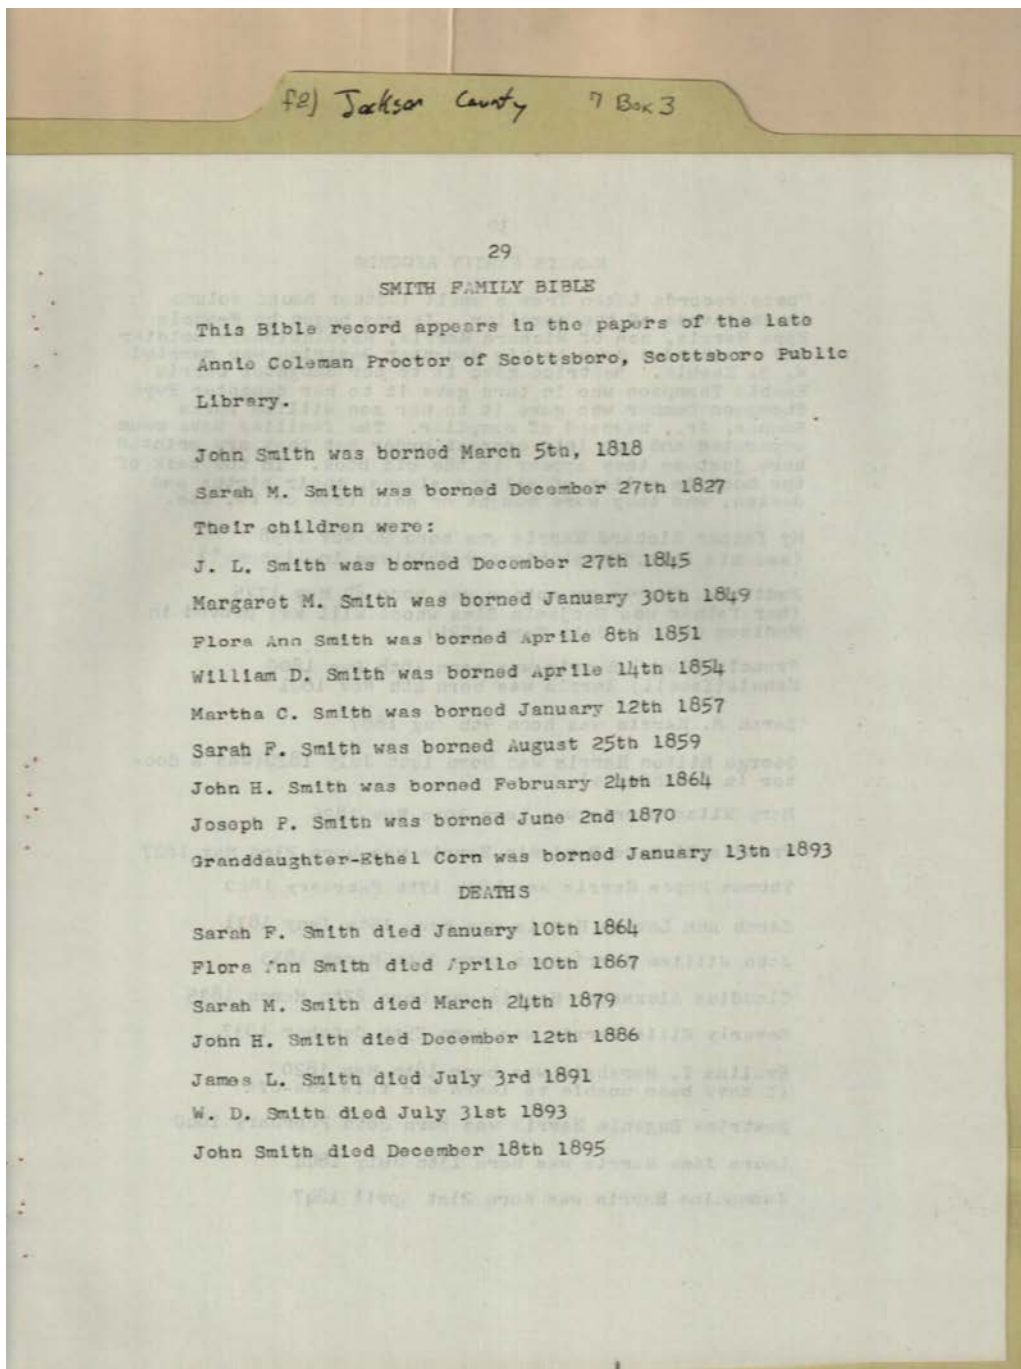 f2) Jackson County 7 Box 3
29
SMITH FAMILY BIBLE
This Bible record appears in the papers of the late
Annie Coleman Proctor of Scottsboro, Scottsboro Public
Library.
John Smith was borned March 5th, 1818
Sarah M. Smith was borned December 27th 1827
Their children were:
J. L. Smith was borned December 27th 1845
Margaret M. Smith was borned January 30th 1849
Flora Ann Smith was borned Aprile 8th 1851
William D. Smith was borned Aprile 14th 1854
Martha C. Smith was borned January 12th 1857
Sarah F. Smith was borned August 25th 1859
John H. Smith was borned February 24th 1864
Joseph P. Smith was borned June 2nd 1870
Granddaughter-Ethel Corn was borned January 13th 1893
DEATHS
Sarah F. Smith died January 10th 1864
Flora Ann Smith died Aprile 10th 1867
Sarah M. Smith died March 24th 1879
John H. Smith died December 12th 1886
James L. Smith died July 3rd 1891
W. D. Smith died July 31st 1893
John Smith died December 18th 1895